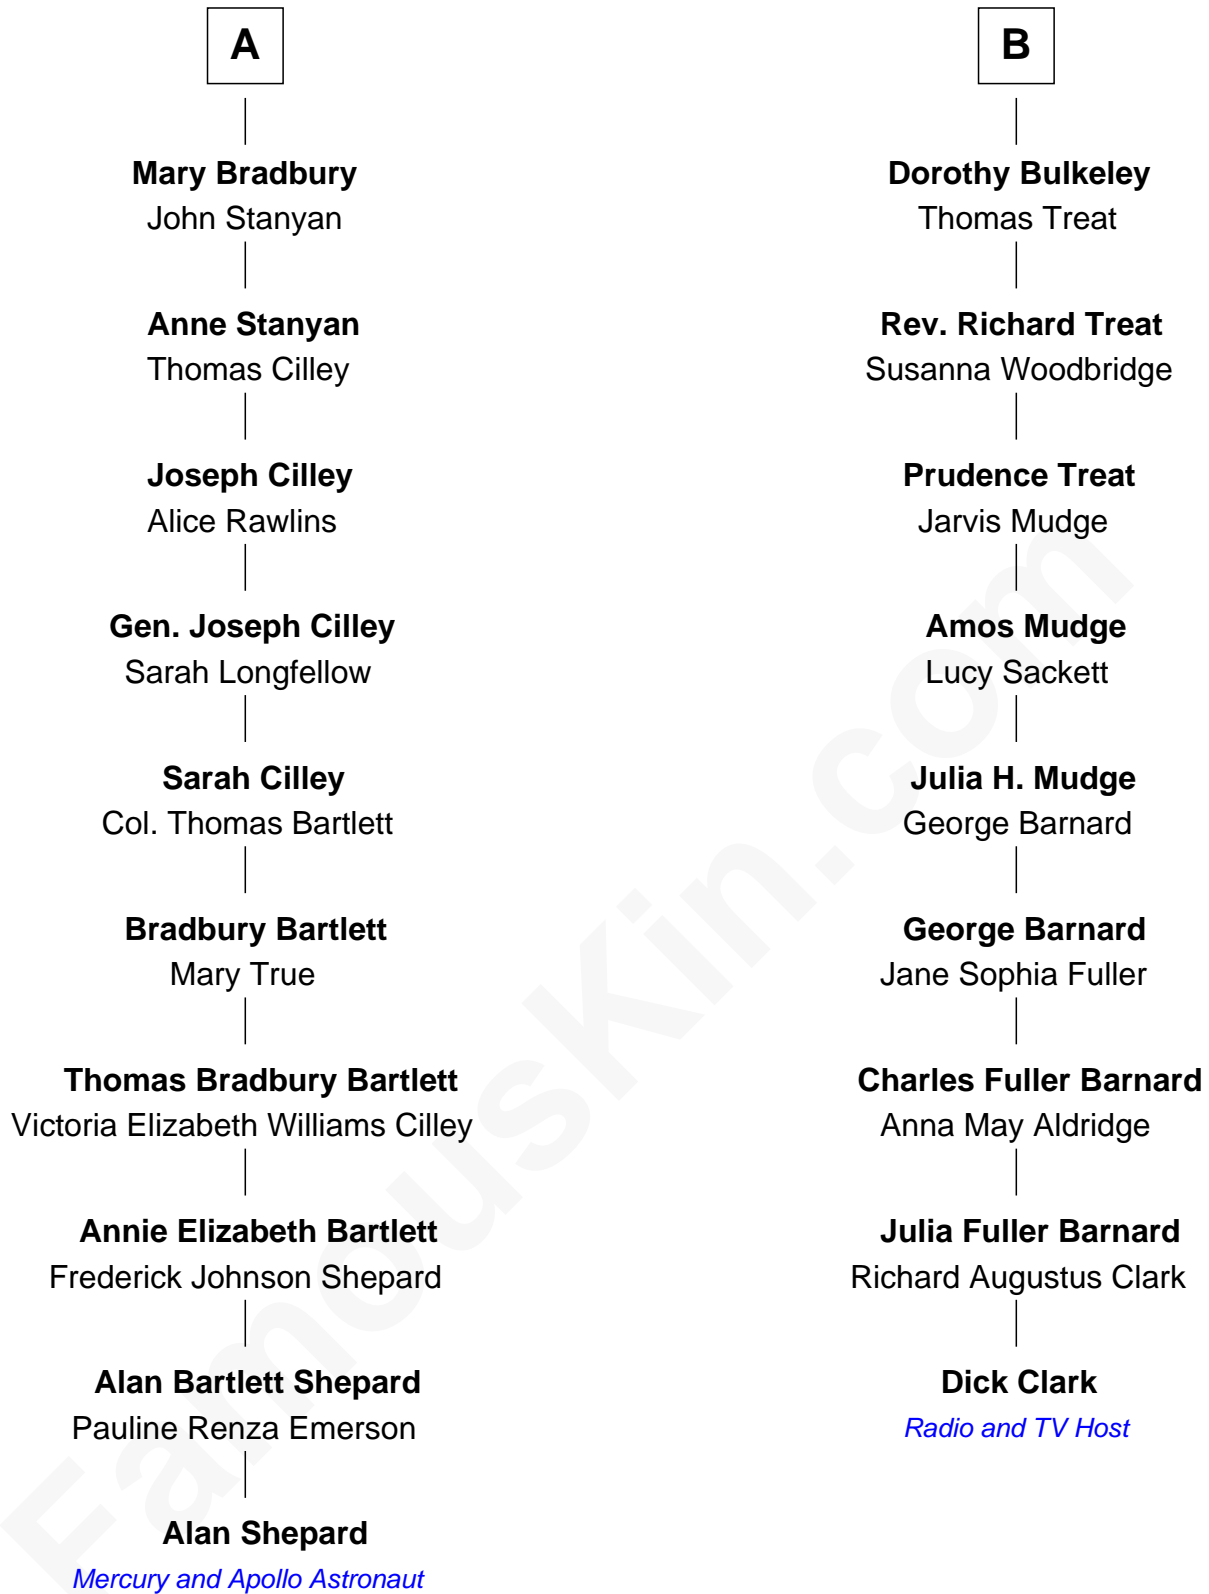 A
Mary Bradbury
John Stanyan
Anne Stanyan
Thomas Cilley
Joseph Cilley
Alice Rawlins
Gen. Joseph Cilley
Sarah Longfellow
Sarah Cilley
Col. Thomas Bartlett
Bradbury Bartlett
Mary True
Thomas Bradbury Bartlett
Victoria Elizabeth Williams Cilley
Annie Elizabeth Bartlett
Frederick Johnson Shepard
Alan Bartlett Shepard
Pauline Renza Emerson
Alan Shepard
Mercury and Apollo Astronaut
B
Dorothy Bulkeley
Thomas Treat
Rev. Richard Treat
Susanna Woodbridge
Prudence Treat
Jarvis Mudge
Amos Mudge
Lucy Sackett
Julia H. Mudge
George Barnard
George Barnard
Jane Sophia Fuller
Charles Fuller Barnard
Anna May Aldridge
Julia Fuller Barnard
Richard Augustus Clark
Dick Clark
Radio and TV Host
FamousKin.com